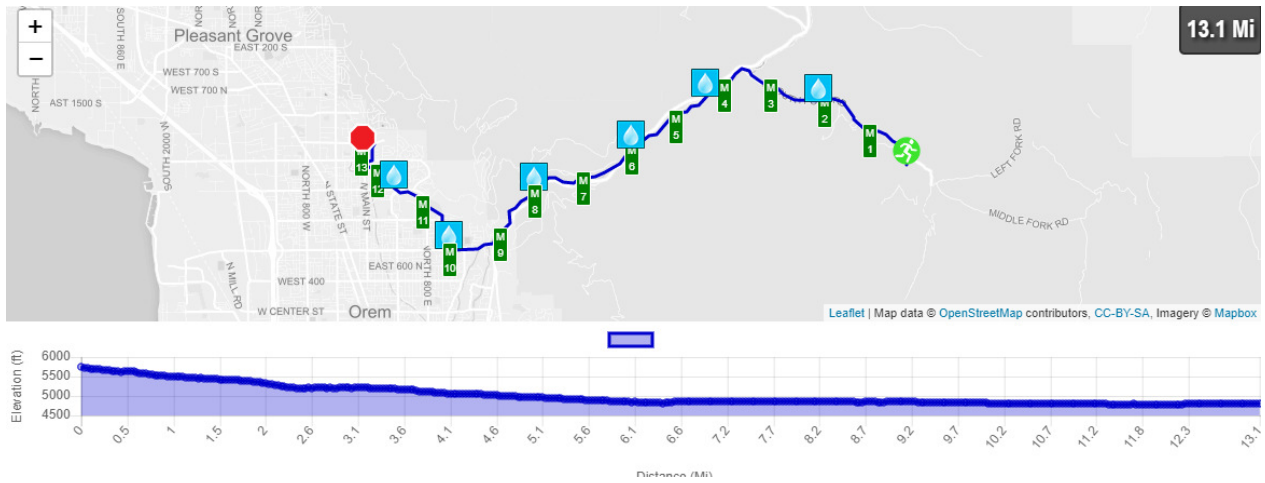 +
−
13.1 Mi
SOUTH 860 E
Pleasant Grove
EAST 200 S
WEST 700 S
WEST 700 N
NORTH
AST 1500 S
SOUTH 2000 W
NORTH 800 W
N STATE ST
N MAIN ST
NORTH 800 E
EAST 600 N
WEST 400
N MILL RD
W CENTER ST
Orem
LEFT FORK RD
MIDDLE FORK RD
M
1
M
2
M
3
M
4
M
5
M
6
M
7
M
8
M
9
M
10
M
11
M
12
M
13
Leaflet | Map data © OpenStreetMap contributors, CC-BY-SA, Imagery © Mapbox
Elevation (ft)
6000
5500
5000
4500
0 0.5 1 1.5 2 2.6 3.1 3.6 4.1 4.6 5.1 5.6 6.1 6.6 7.2 7.7 8.2 8.7 9.2 9.7 10.2 10.7 11.2 11.8 12.3 13.1
Distance (Mi)